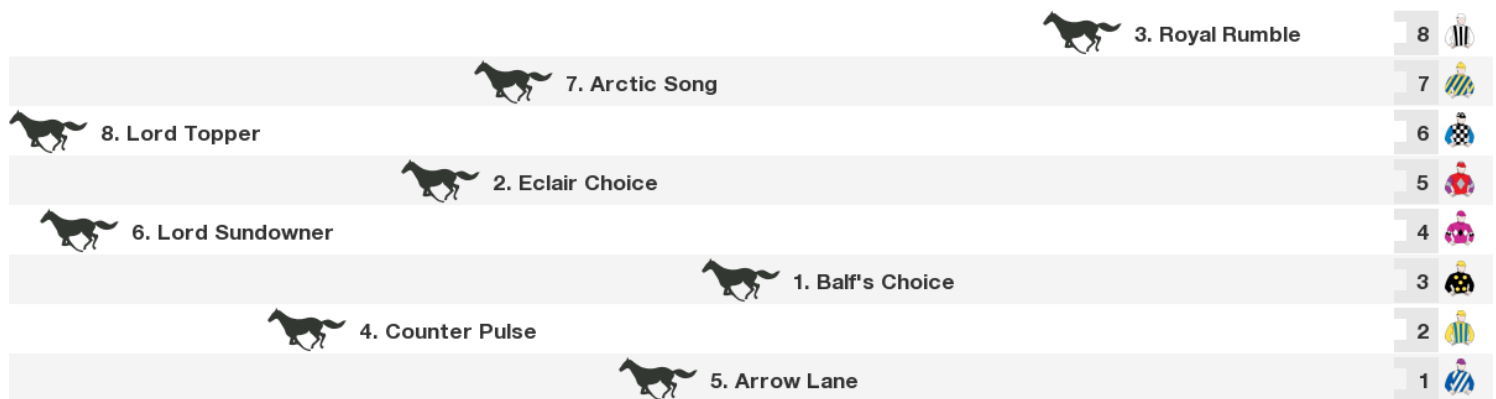 3. Royal Rumble 8
7. Arctic Song 7
8. Lord Topper 6
2. Eclair Choice 5
6. Lord Sundowner 4
1. Balf's Choice 3
4. Counter Pulse 2
5. Arrow Lane 1